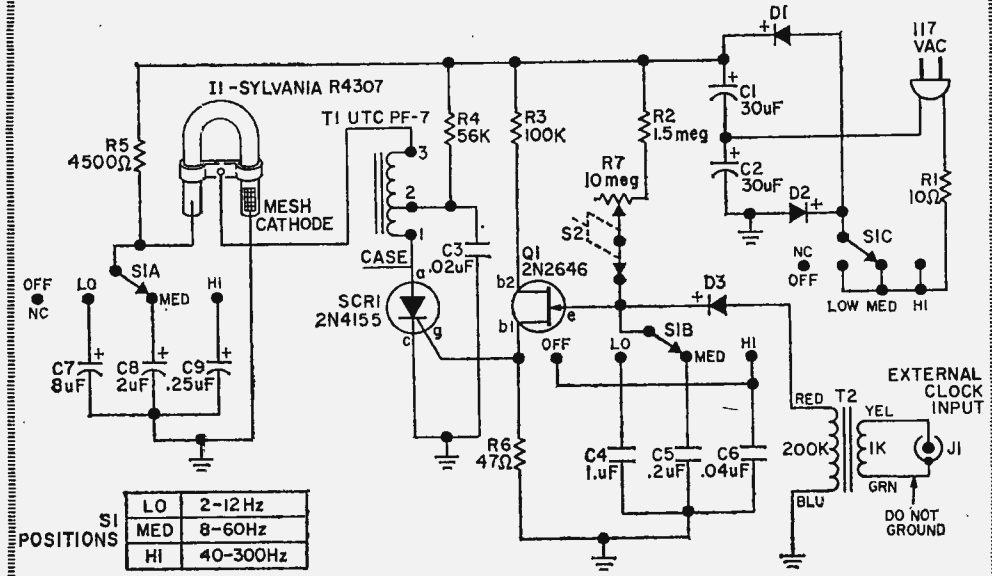 D1
117
VAC
I1-SYLVANIA R4307
T1 UTC PF-7
C1
30uF
R5
4500Ω
R4
56K
R3
100K
R2
1.5 meg
3
R7
10 meg
C2
30uF
D2
R1
10Ω
2
MESH
CATHODE
1
S2
C3
.02uF
CASE
a
Q1
2N2646
S1C
NC
OFF
S1A
OFF
NC
LO
MED
HI
b2
D3
LOW MED HI
SCR1
2N4155
g
c
b1
e
S1B
OFF
LO
MED
HI
C7
8uF
C8
2uF
C9
.25uF
EXTERNAL
CLOCK
INPUT
RED
T2
YEL
R6
47Ω
C4
1.uF
C5
.2uF
C6
.04uF
200K
1K
J1
GRN
BLU
DO NOT
GROUND
S1
POSITIONS
LO 2-12Hz
MED 8-60Hz
HI 40-300Hz